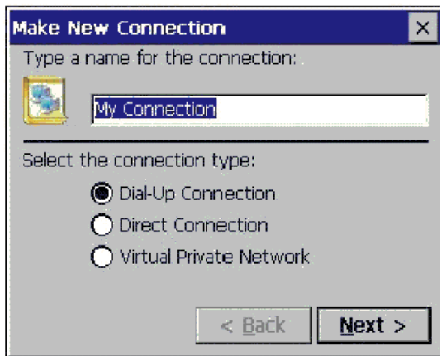 Make New Connection
Type a name for the connection:
My Connection
Select the connection type:
Dial-Up Connection
Direct Connection
Virtual Private Network
< Back
Next >